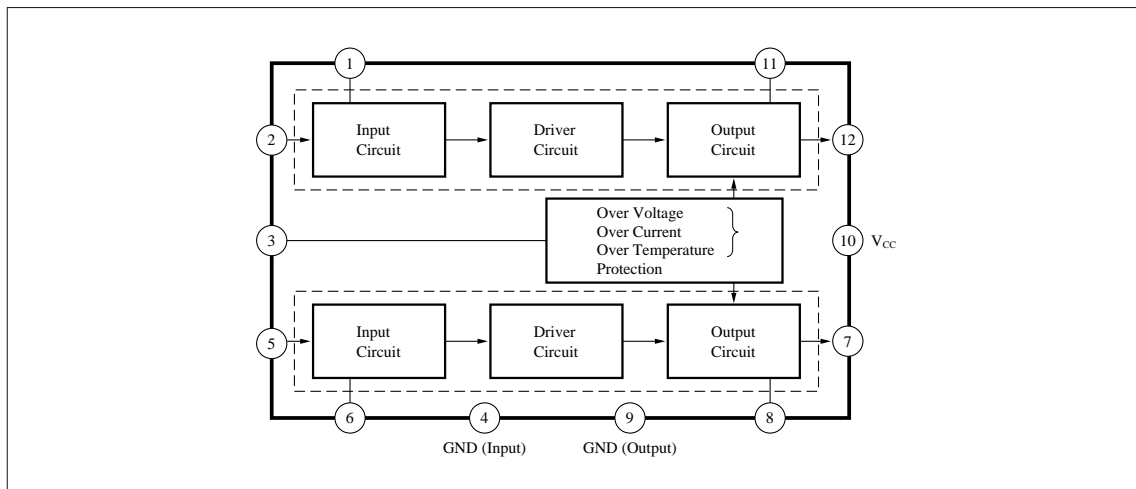 1
11
2
Input
Circuit
Driver
Circuit
Output
Circuit
12
3
Over Voltage
Over Current
Over Temperature
Protection
10
VCC
5
Input
Circuit
Driver
Circuit
Output
Circuit
7
6
4
9
8
GND (Input)
GND (Output)